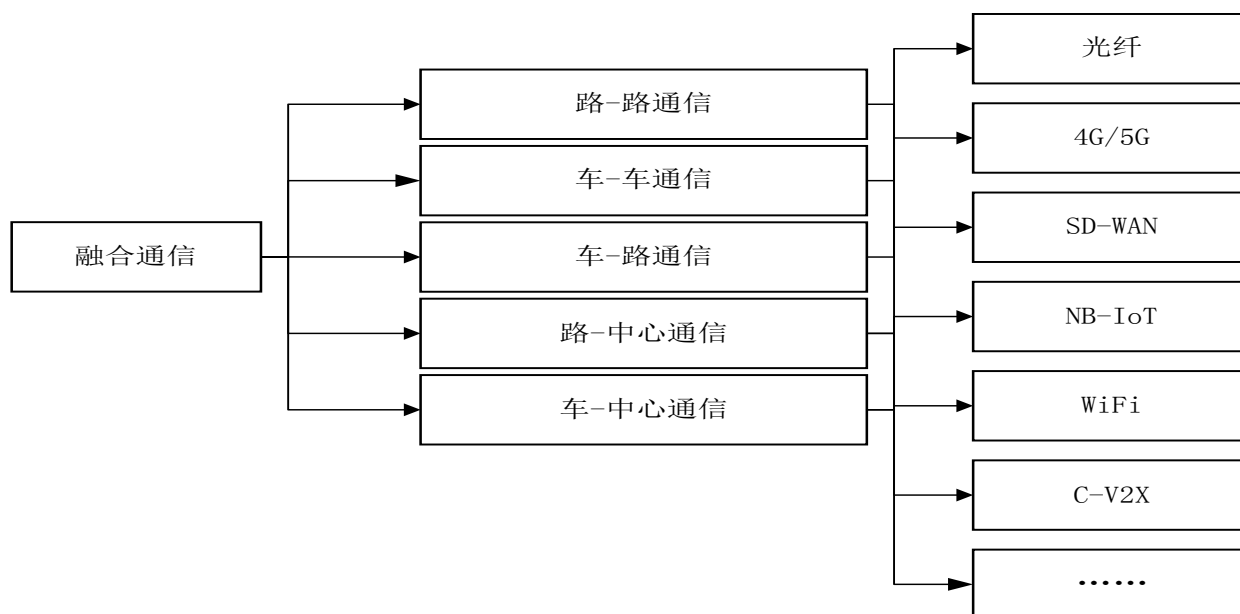 融合通信
路-路通信
车-车通信
车-路通信
路-中心通信
车-中心通信
光纤
4G/5G
SD-WAN
NB-IoT
WiFi
C-V2X
……